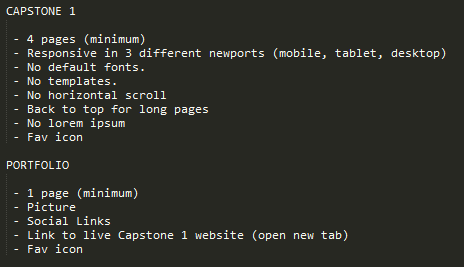 CAPSTONE 1
- 4 pages (minimum)
- Responsive in 3 different newports (mobile, tablet, desktop)
- No default fonts.
- No templates.
- No horizontal scroll
- Back to top for long pages
- No lorem ipsum
- Fav icon
PORTFOLIO
- 1 page (minimum)
- Picture
- Social Links
- Link to live Capstone 1 website (open new tab)
- Fav icon